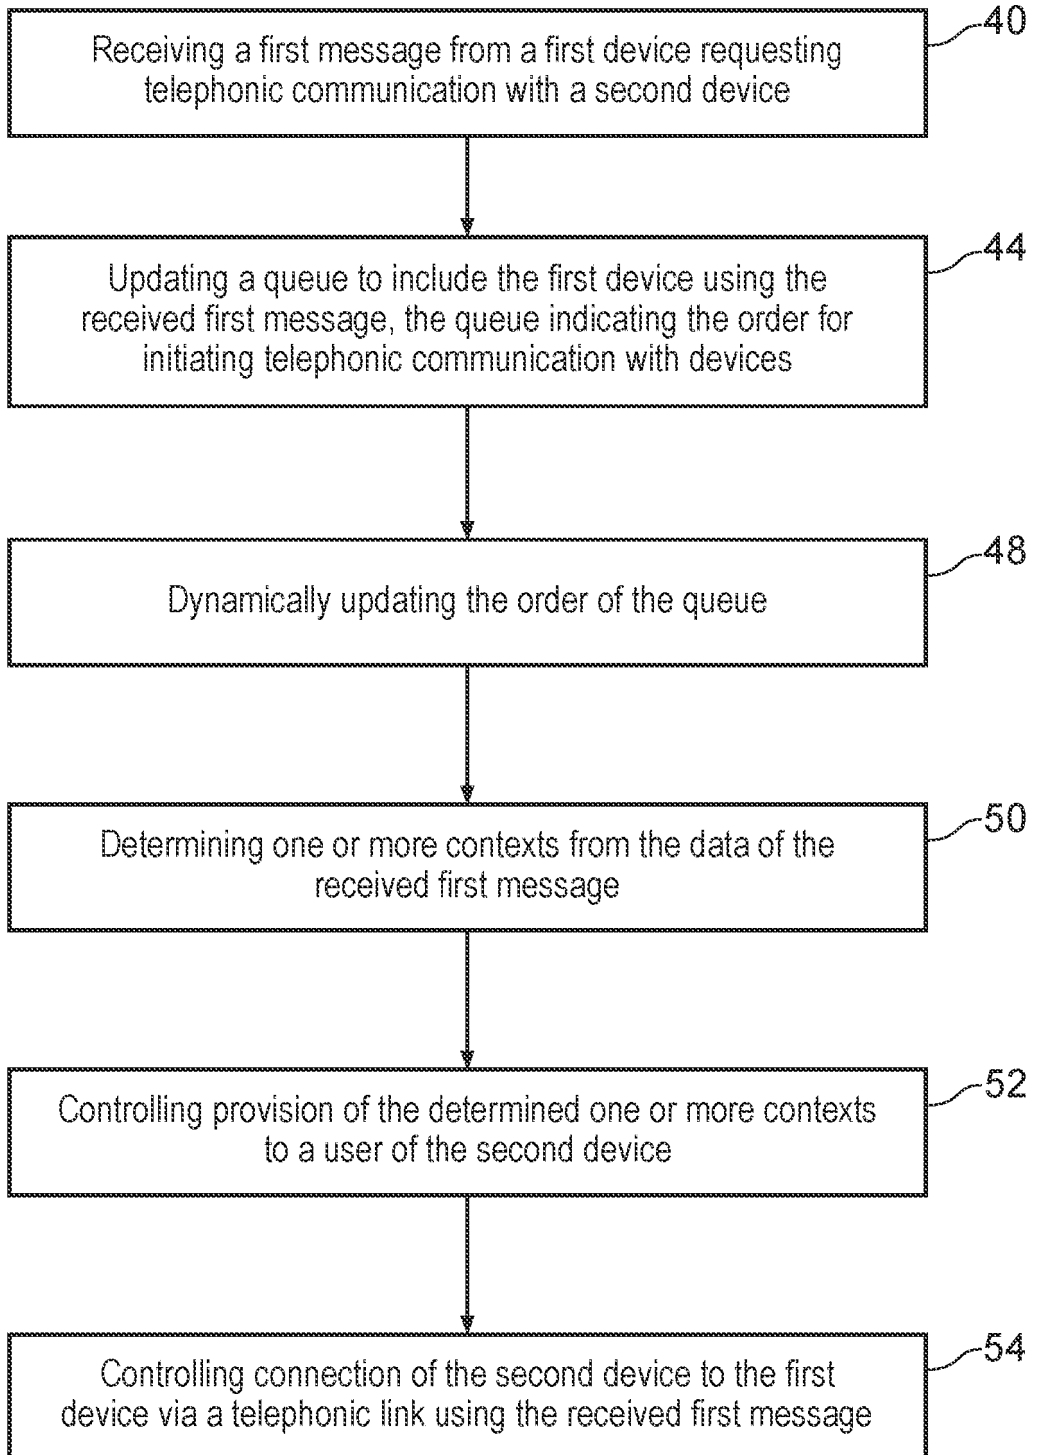 40
Receiving a first message from a first device requesting
telephonic communication with a second device
44
Updating a queue to include the first device using the
received first message, the queue indicating the order for
initiating telephonic communication with devices
48
Dynamically updating the order of the queue
50
Determining one or more contexts from the data of the
received first message
52
Controlling provision of the determined one or more contexts
to a user of the second device
54
Controlling connection of the second device to the first
device via a telephonic link using the received first message